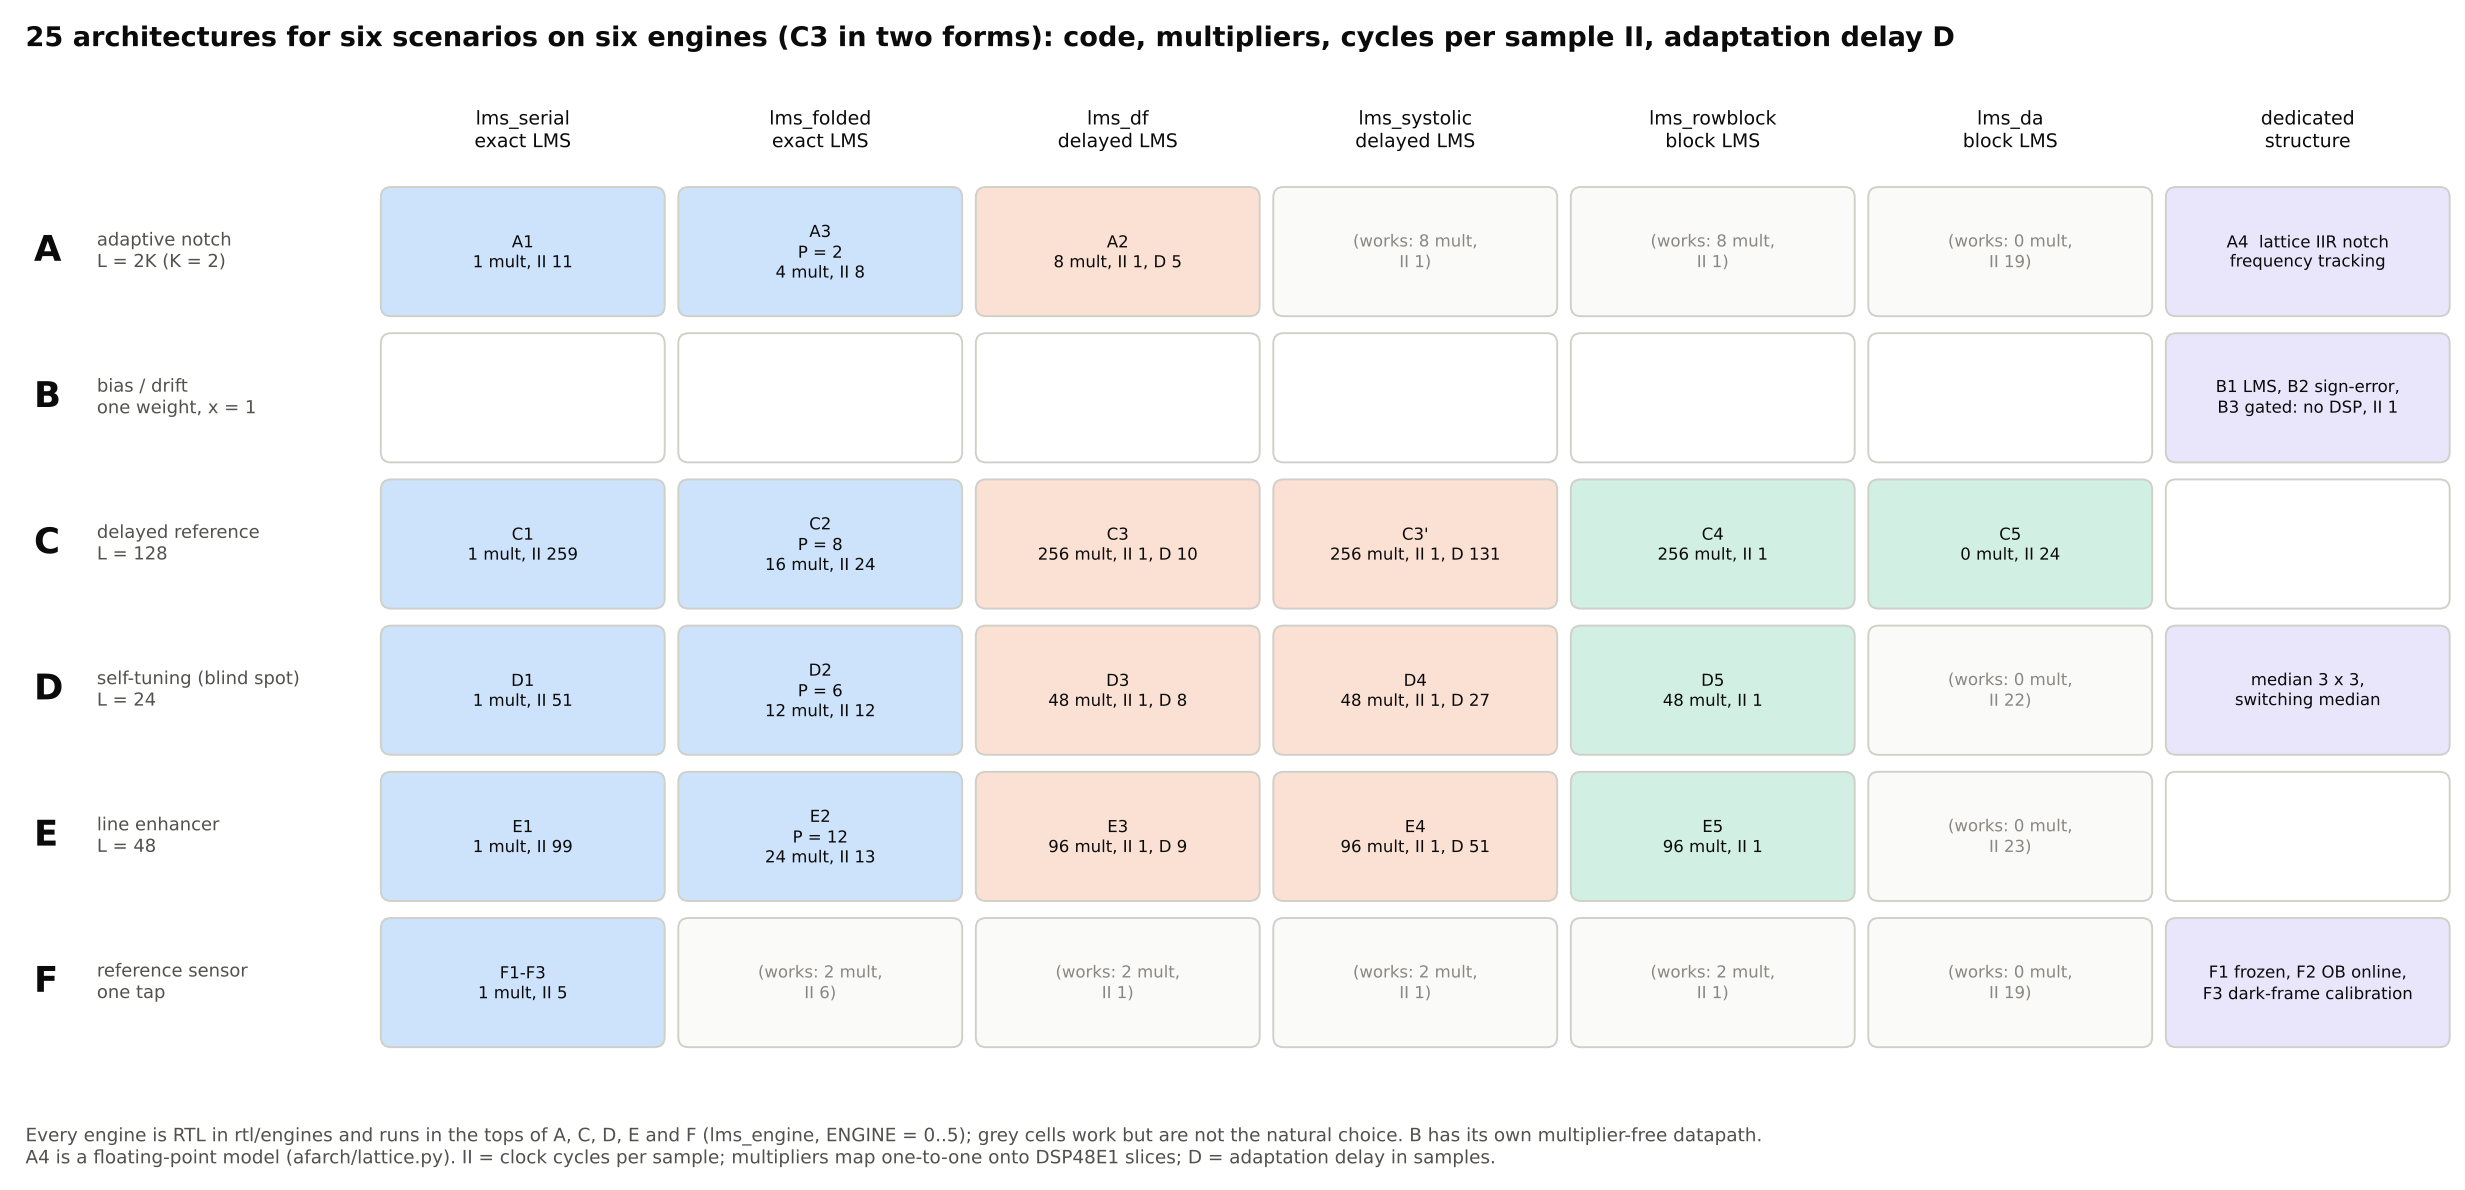 25 architectures for six scenarios on six engines (C3 in two forms): code, multipliers, cycles per sample II, adaptation delay D
lms_serial
exact LMS
lms_folded
exact LMS
lms_df
delayed LMS
lms_systolic
delayed LMS
lms_rowblock
block LMS
lms_da
block LMS
dedicated
structure
A
adaptive notch
L = 2K (K = 2)
A1
1 mult, II 11
A3
P = 2
4 mult, II 8
A2
8 mult, II 1, D 5
(works: 8 mult,
II 1)
(works: 8 mult,
II 1)
(works: 0 mult,
II 19)
A4  lattice IIR notch
frequency tracking
B
bias / drift
one weight, x = 1
B1 LMS, B2 sign-error,
B3 gated: no DSP, II 1
C
delayed reference
L = 128
C1
1 mult, II 259
C2
P = 8
16 mult, II 24
C3
256 mult, II 1, D 10
C3'
256 mult, II 1, D 131
C4
256 mult, II 1
C5
0 mult, II 24
D
self-tuning (blind spot)
L = 24
D1
1 mult, II 51
D2
P = 6
12 mult, II 12
D3
48 mult, II 1, D 8
D4
48 mult, II 1, D 27
D5
48 mult, II 1
(works: 0 mult,
II 22)
median 3 x 3,
switching median
E
line enhancer
L = 48
E1
1 mult, II 99
E2
P = 12
24 mult, II 13
E3
96 mult, II 1, D 9
E4
96 mult, II 1, D 51
E5
96 mult, II 1
(works: 0 mult,
II 23)
F
reference sensor
one tap
F1-F3
1 mult, II 5
(works: 2 mult,
II 6)
(works: 2 mult,
II 1)
(works: 2 mult,
II 1)
(works: 2 mult,
II 1)
(works: 0 mult,
II 19)
F1 frozen, F2 OB online,
F3 dark-frame calibration
Every engine is RTL in rtl/engines and runs in the tops of A, C, D, E and F (lms_engine, ENGINE = 0..5); grey cells work but are not the natural choice. B has its own multiplier-free datapath.
A4 is a floating-point model (afarch/lattice.py). II = clock cycles per sample; multipliers map one-to-one onto DSP48E1 slices; D = adaptation delay in samples.